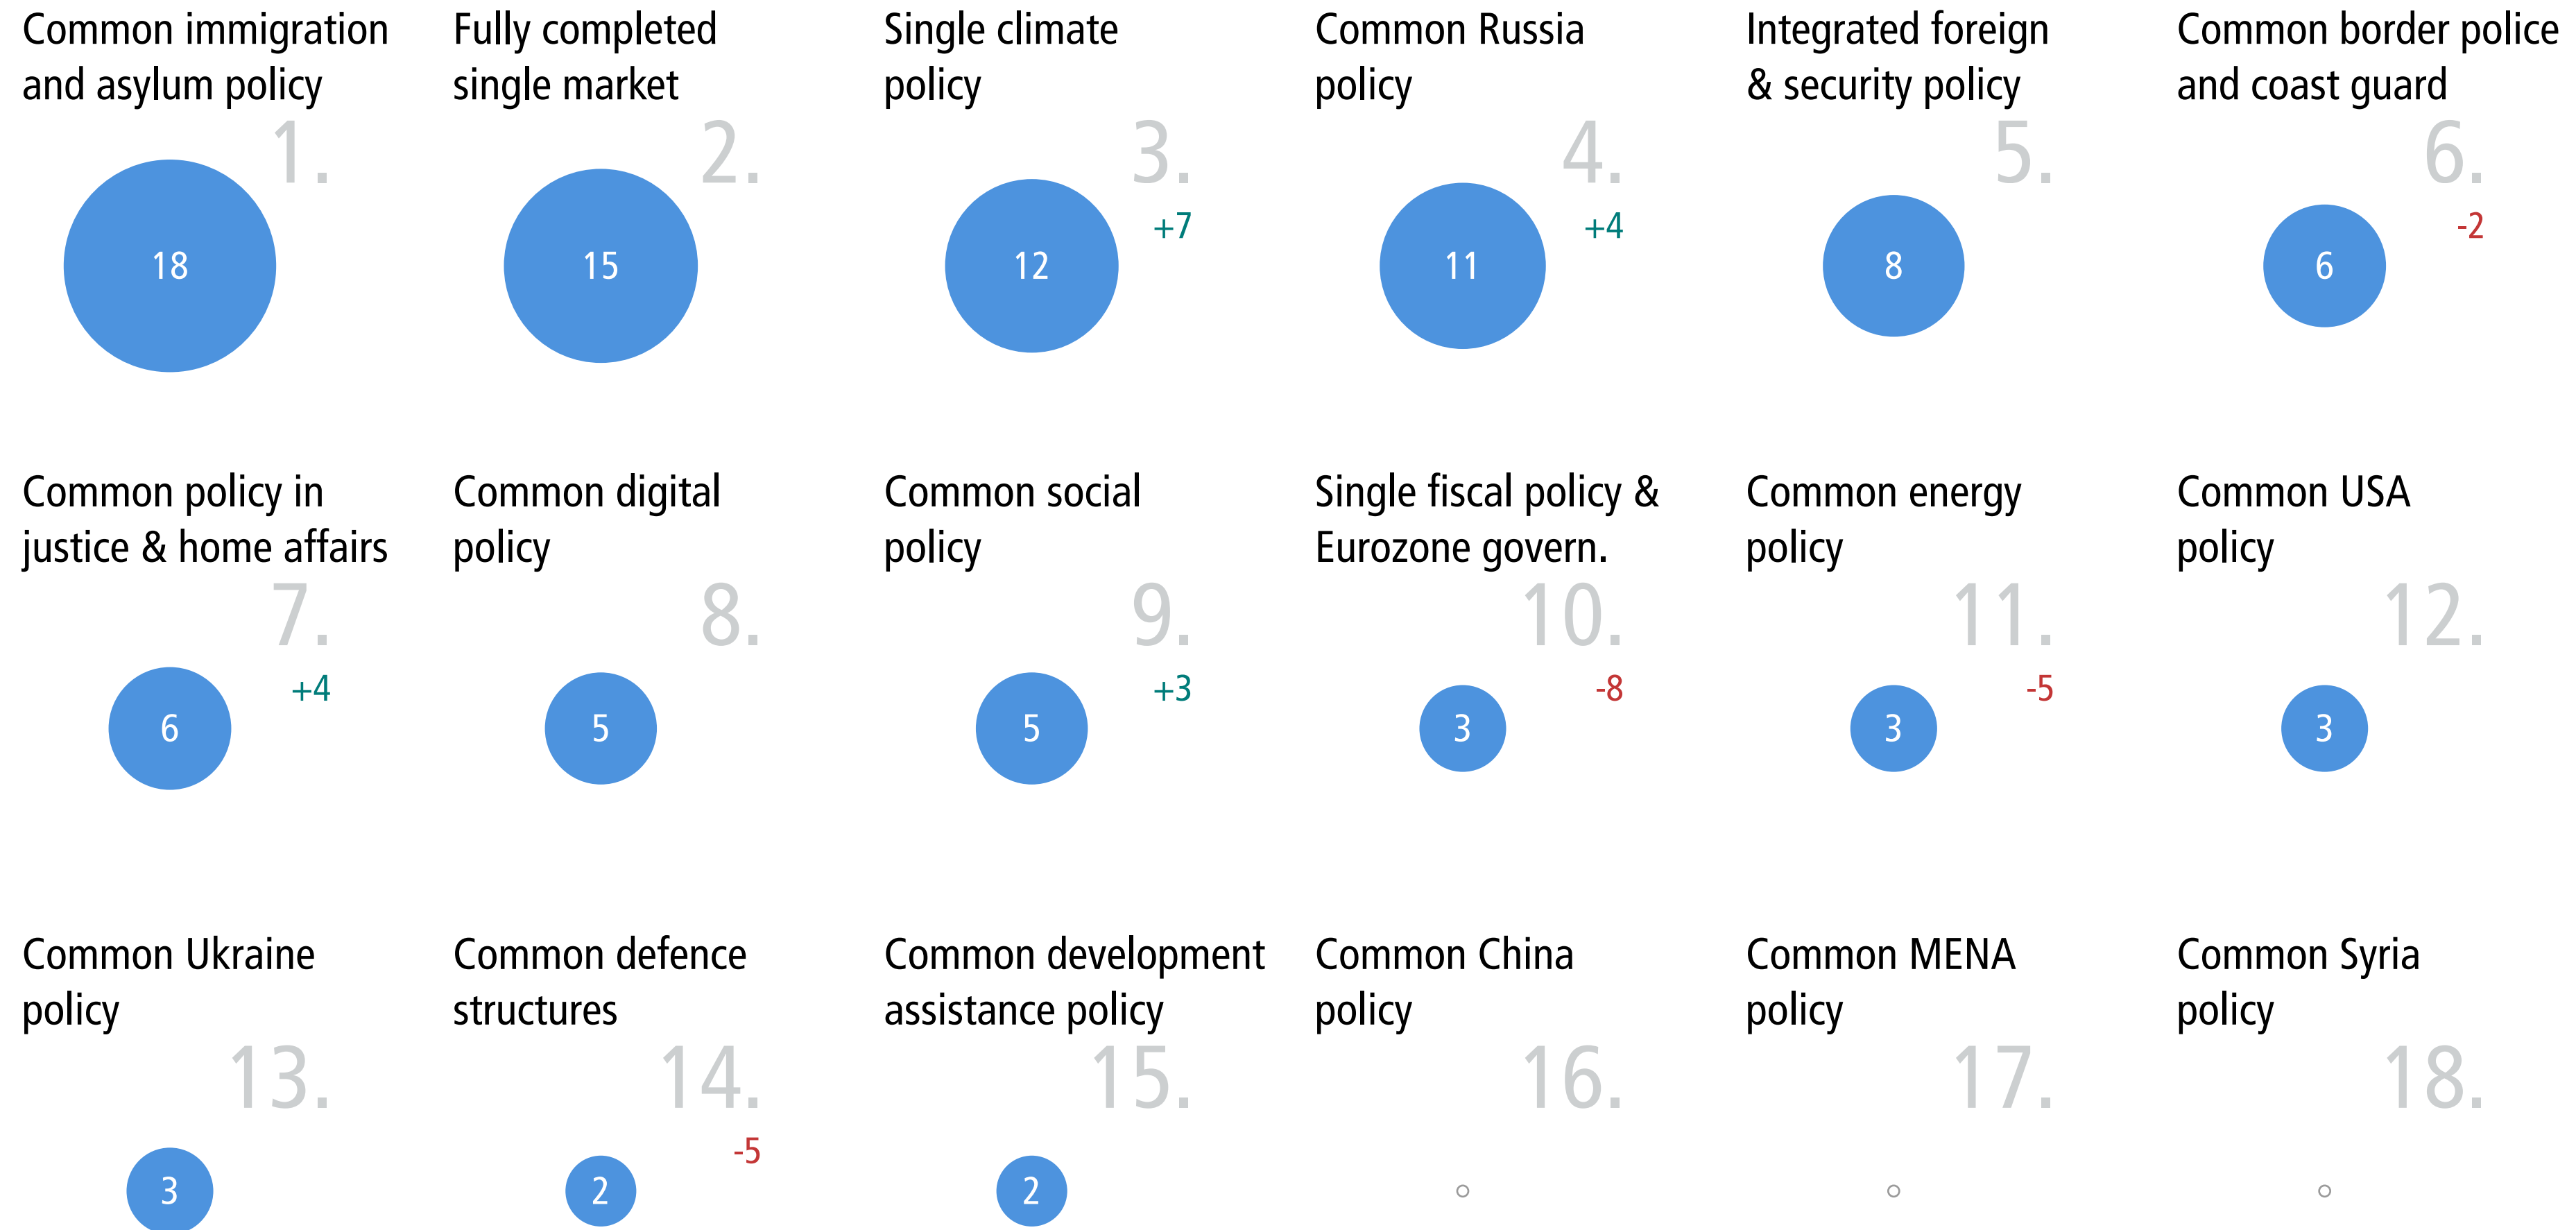 Common immigration
and asylum policy
1.
18
Fully completed
single market
2.
15
Single climate
policy
3.
+7
12
Common Russia
policy
4.
+4
11
Integrated foreign
& security policy
5.
8
Common border police
and coast guard
6.
-2
6
Common policy in
justice & home affairs
7.
+4
6
Common digital
policy
8.
5
Common social
policy
9.
+3
5
Single fiscal policy &
Eurozone govern.
10.
-8
3
Common energy
policy
11.
-5
3
Common USA
policy
12.
3
Common Ukraine
policy
13.
3
Common defence
structures
14.
-5
2
Common development
assistance policy
15.
2
Common China
policy
16.
Common MENA
policy
17.
Common Syria
policy
18.